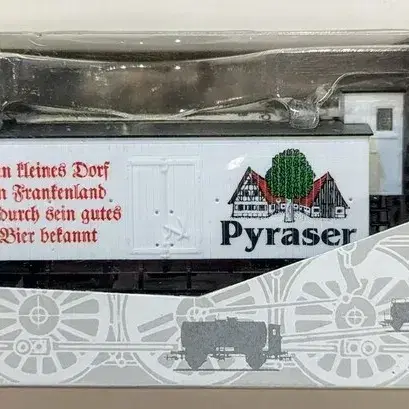 n kleines Dorf
n Frankenland
durch sein gutes
Bier bekannt
Pyraser